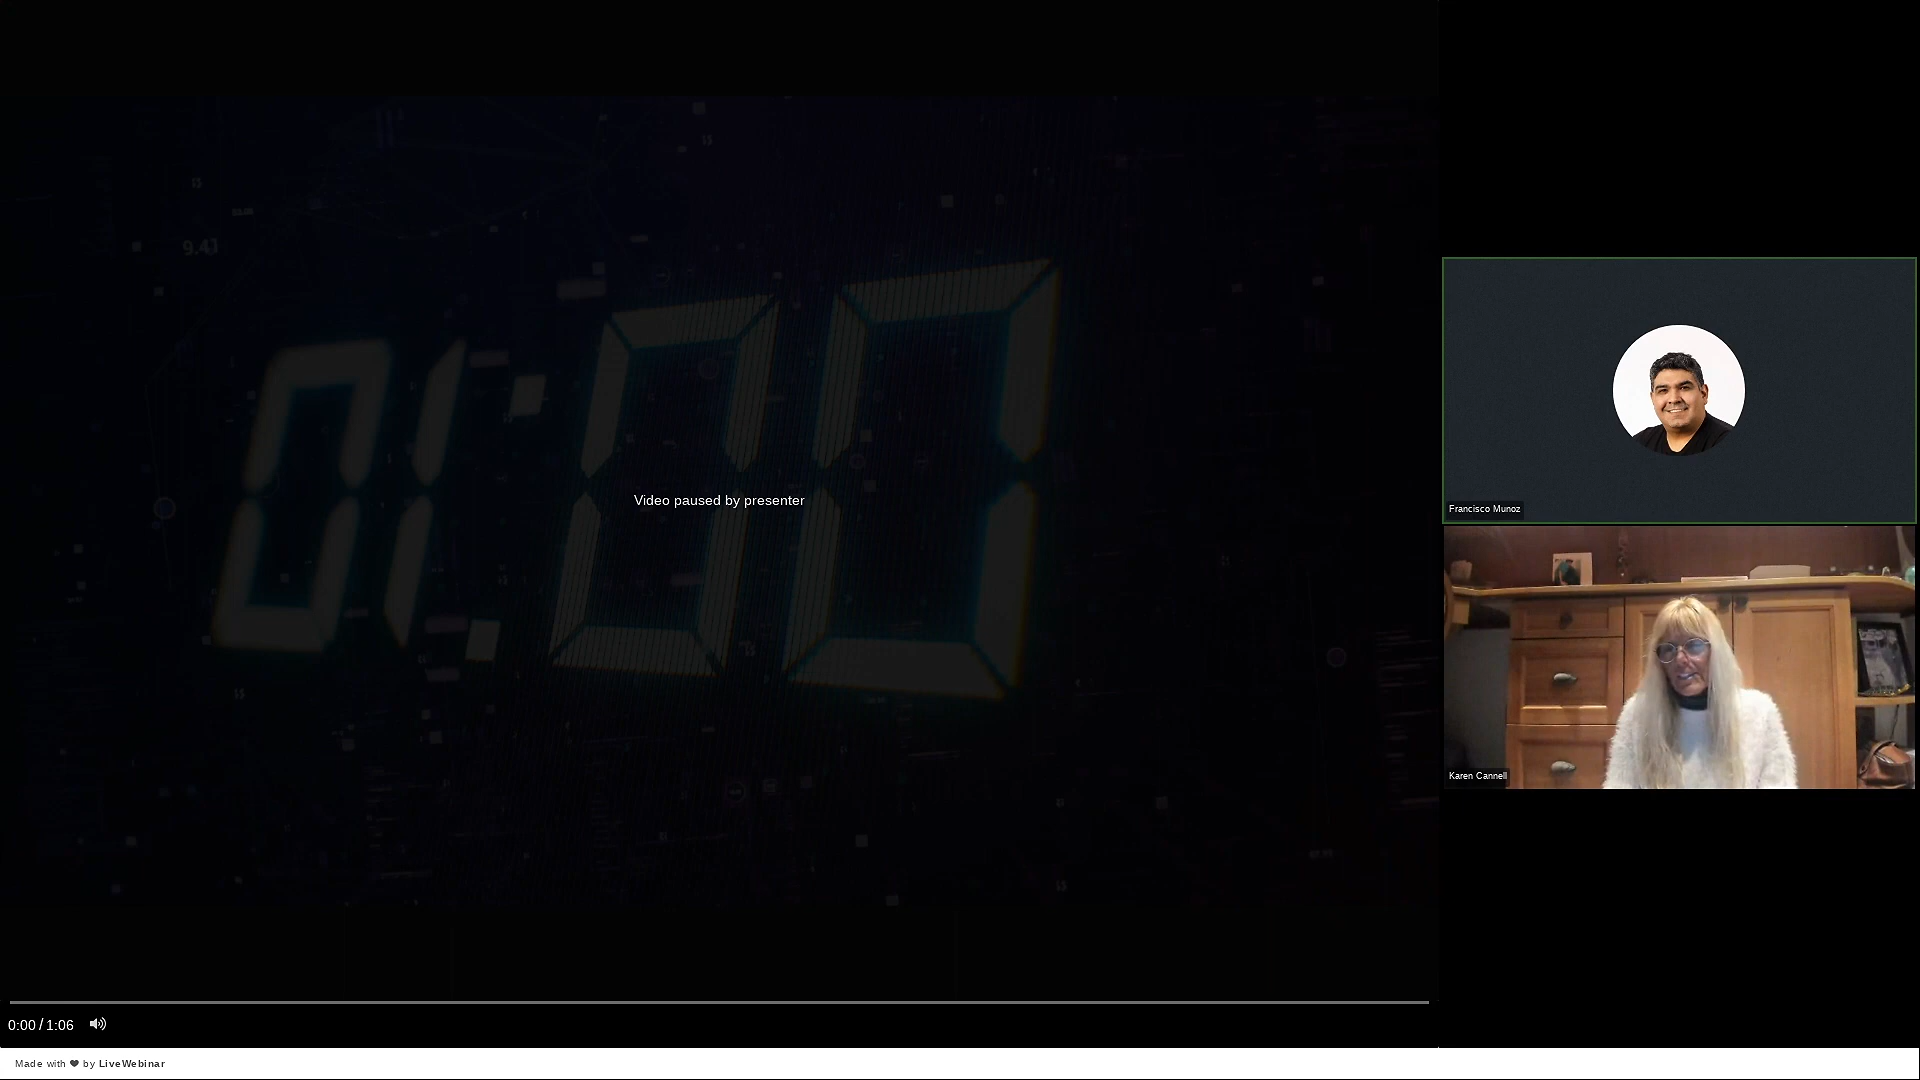 9.41
01:00
Video paused by presenter
Francisco Munoz
Karen Cannell
0:00 / 1:06
Made with ❤ by LiveWebinar